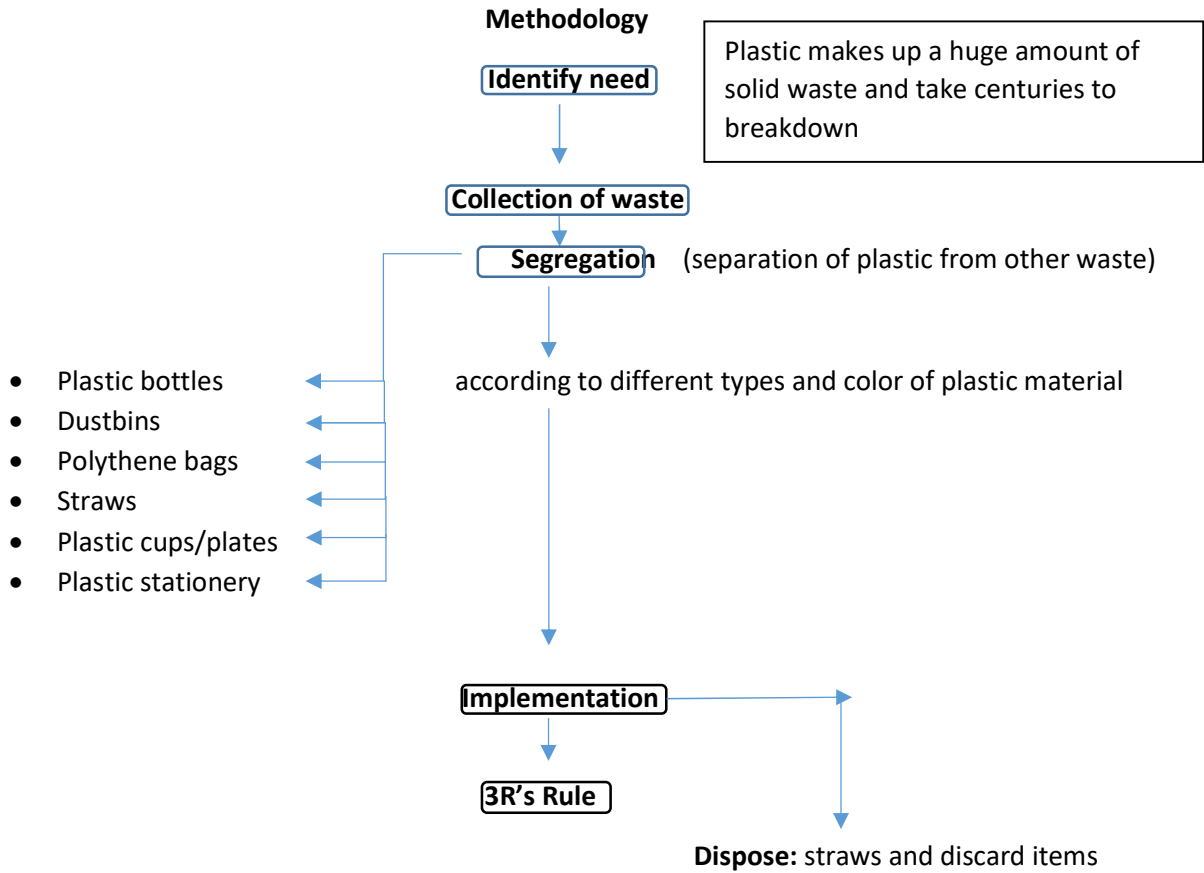 Methodology
Plastic makes up a huge amount of
solid waste and take centuries to
breakdown
Identify need
Collection of waste
Segregation (separation of plastic from other waste)
• Plastic bottles
according to different types and color of plastic material
• Dustbins
• Polythene bags
• Straws
• Plastic cups/plates
• Plastic stationery
Implementation
3R’s Rule
Dispose: straws and discard items